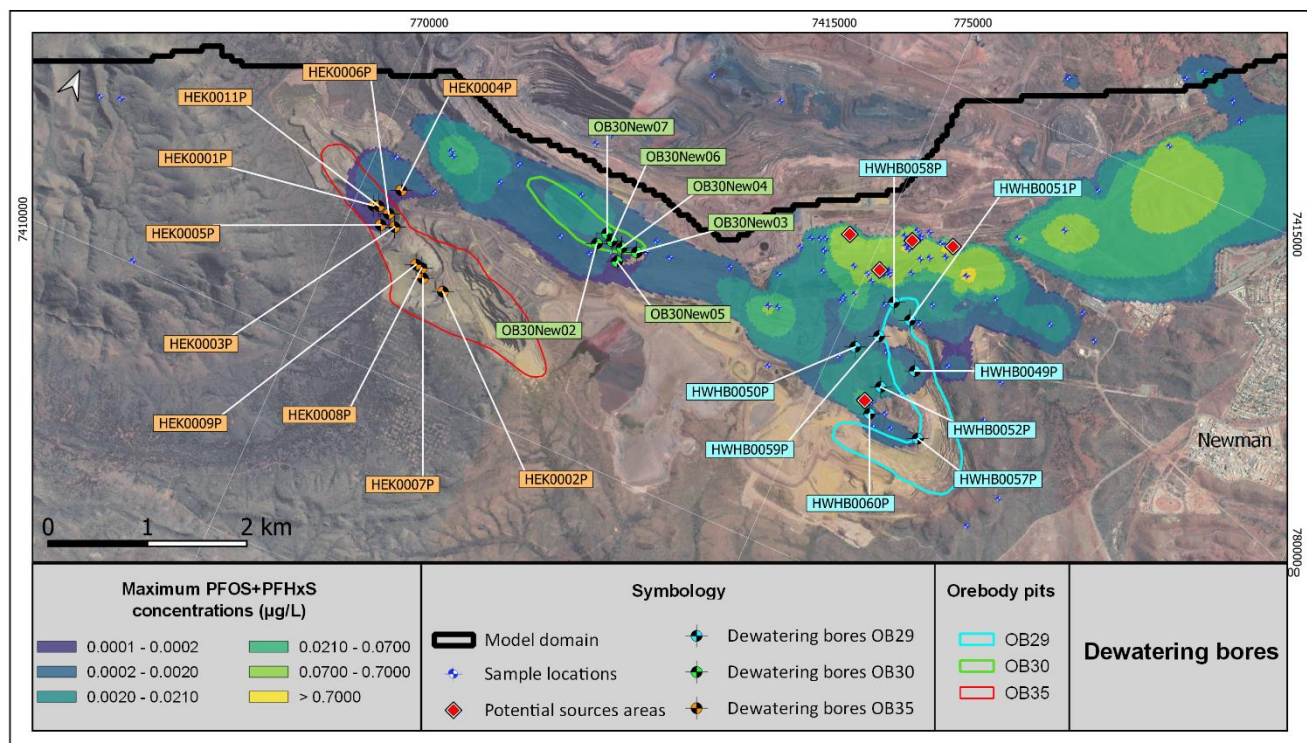 770000
7415000
775000
HEK0006P
HEK0004P
HEK0011P
OB30New07
HEK0001P
OB30New06
HWHB0058P
OB30New04
HWHB0051P
7410000
HEK0005P
OB30New03
7415000
OB30New02
OB30New05
HEK0003P
HWHB0050P
HWHB0049P
HEK0009P
HEK0008P
HWHB0059P
HWHB0052P
Newman
HEK0007P
HEK0002P
HWHB0060P
HWHB0057P
0 1 2 km
Maximum PFOS+PFHxS
concentrations (µg/L)
0.0001 - 0.0002
0.0002 - 0.0020
0.0020 - 0.0210
0.0210 - 0.0700
0.0700 - 0.7000
> 0.7000
Symbology
Model domain
Sample locations
Potential sources areas
Dewatering bores OB29
Dewatering bores OB30
Dewatering bores OB35
Orebody pits
OB29
OB30
OB35
Dewatering bores